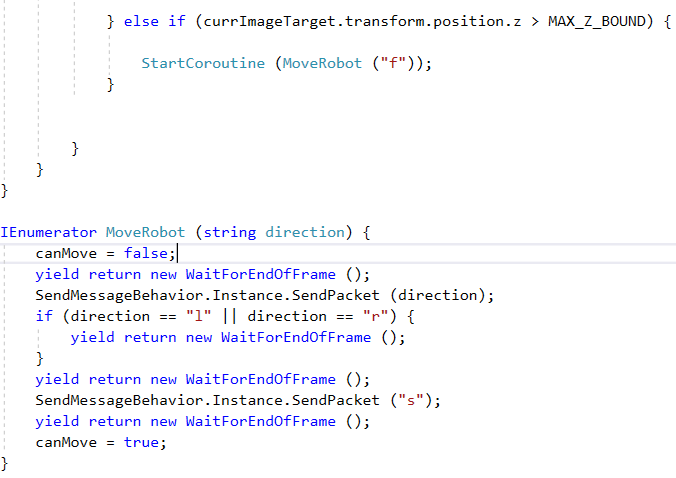 } else if (currImageTarget.transform.position.z > MAX_Z_BOUND) {
StartCoroutine (MoveRobot ("f"));
}
}
}
}
IEnumerator MoveRobot (string direction) {
canMove = false;
yield return new WaitForEndOfFrame ();
SendMessageBehavior.Instance.SendPacket (direction);
if (direction == "l" || direction == "r") {
yield return new WaitForEndOfFrame ();
}
yield return new WaitForEndOfFrame ();
SendMessageBehavior.Instance.SendPacket ("s");
yield return new WaitForEndOfFrame ();
canMove = true;
}